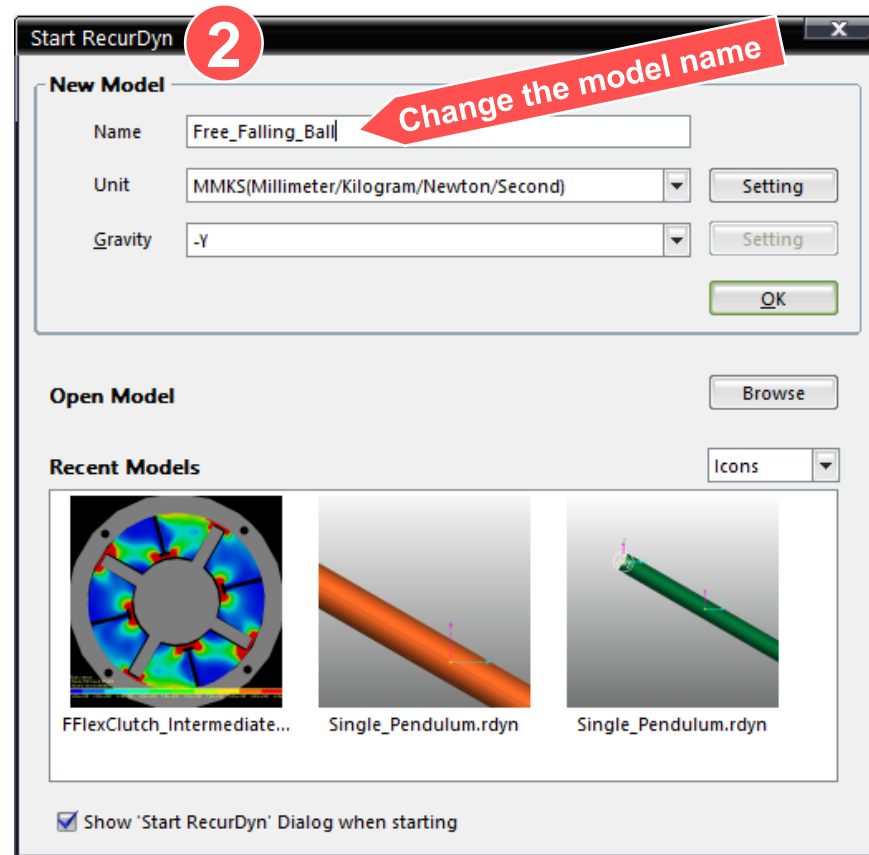 Start RecurDyn
2
X
New Model
Change the model name
Name
Free_Falling_Ball
Unit
MMKS(Millimeter/Kilogram/Newton/Second)
Setting
Gravity
-Y
Setting
OK
Open Model
Browse
Recent Models
Icons
FFlexClutch_Intermediate...
Single_Pendulum.rdyn
Single_Pendulum.rdyn
Show 'Start RecurDyn' Dialog when starting